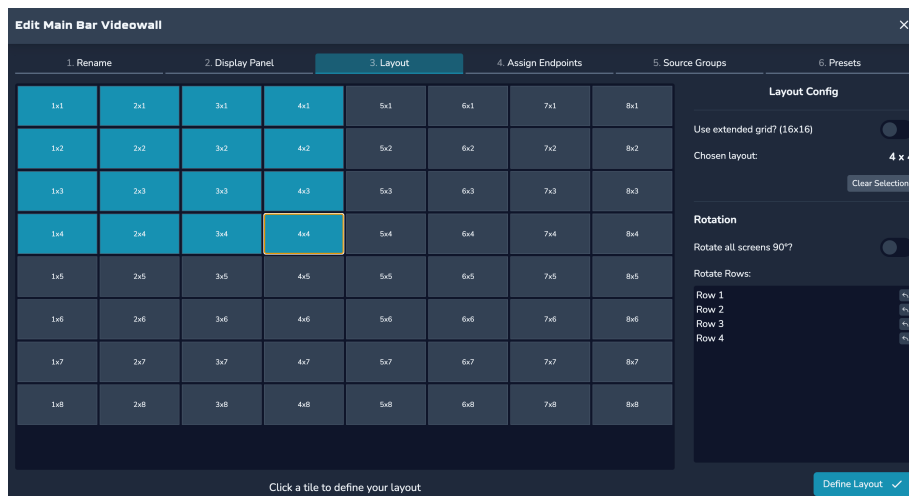 Edit Main Bar Videowall
1. Rename
2. Display Panel
3. Layout
4. Assign Endpoints
5. Source Groups
6. Presets
1x1 2x1 3x1 4x1 5x1 6x1 7x1 8x1
1x2 2x2 3x2 4x2 5x2 6x2 7x2 8x2
1x3 2x3 3x3 4x3 5x3 6x3 7x3 8x3
1x4 2x4 3x4 4x4 5x4 6x4 7x4 8x4
1x5 2x5 3x5 4x5 5x5 6x5 7x5 8x5
1x6 2x6 3x6 4x6 5x6 6x6 7x6 8x6
1x7 2x7 3x7 4x7 5x7 6x7 7x7 8x7
1x8 2x8 3x8 4x8 5x8 6x8 7x8 8x8
Click a tile to define your layout
Layout Config
Use extended grid? (16x16)
Chosen layout: 4 x
Clear Selection
Rotation
Rotate all screens 90°?
Rotate Rows:
Row 1
Row 2
Row 3
Row 4
Define Layout